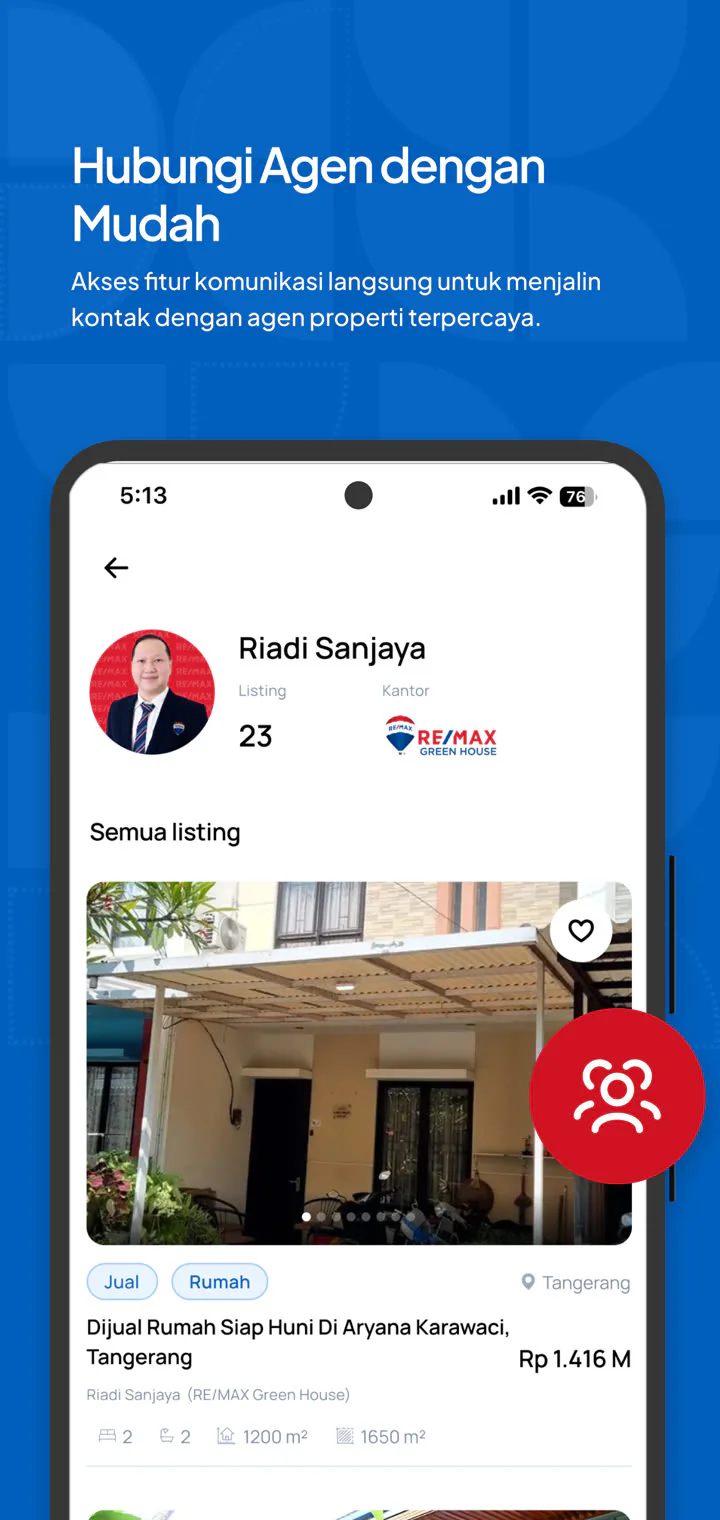 Hubungi Agen dengan
Mudah
Akses fitur komunikasi langsung untuk menjalin
kontak dengan agen properti terpercaya.
5:13
76
Riadi Sanjaya
Listing
Kantor
23
RE/MAX
RE/MAX
GREEN HOUSE
Semua listing
Jual
Rumah
Tangerang
Dijual Rumah Siap Huni Di Aryana Karawaci,
Tangerang
Rp 1.416 M
Riadi Sanjaya (RE/MAX Green House)
2
2
1200 m²
1650 m²